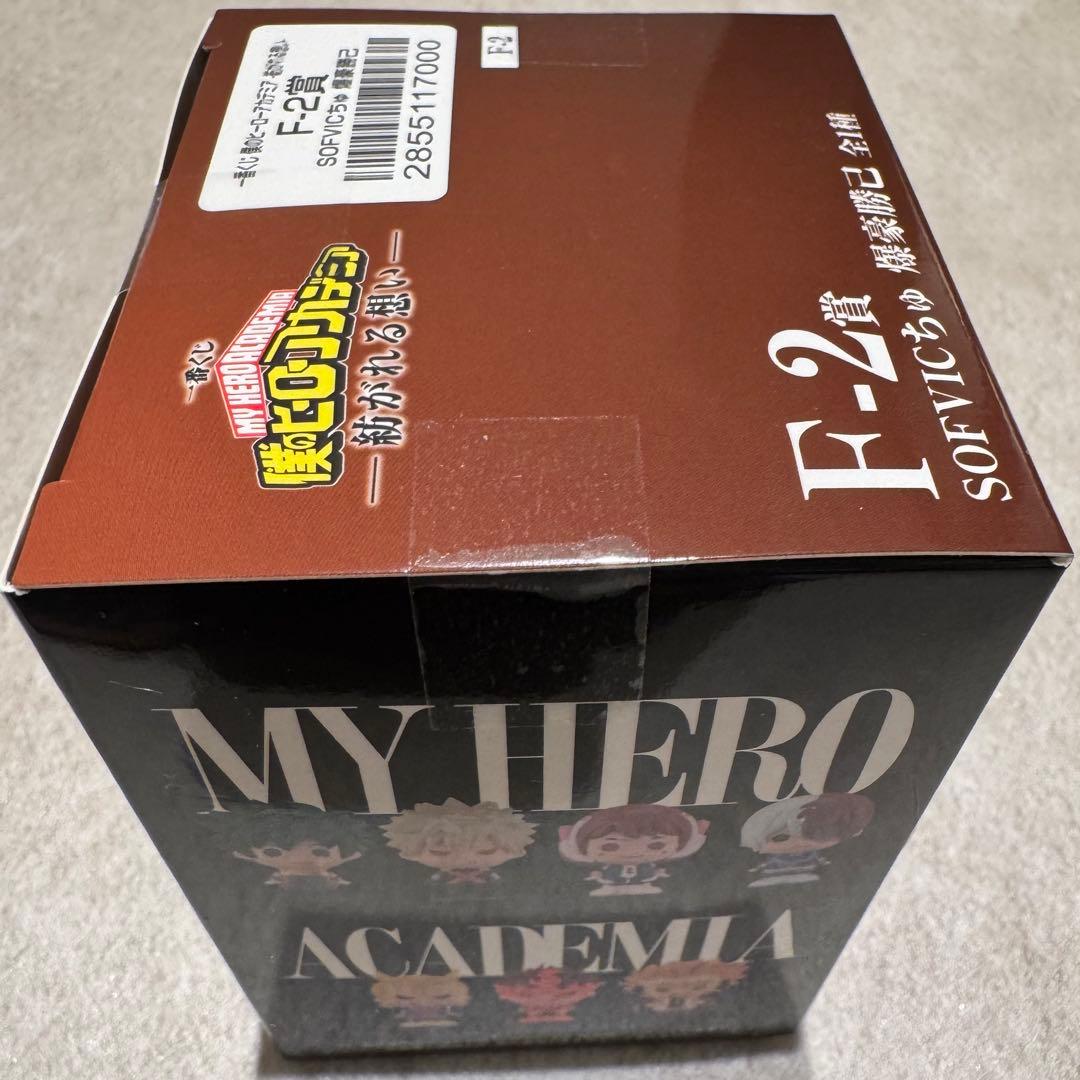 一番くじ 僕のヒーローアカデミア -紡がれる想い-
F-2賞
SOFVICちゅ 爆豪勝己
2855117000
F-2
一番くじ
MY HERO ACADEMIA
僕のヒーローアカデミア
—紡がれる想い—
F-2賞
SOFVICちゅ 爆豪勝己 全1種
MY HERO
ACADEMIA